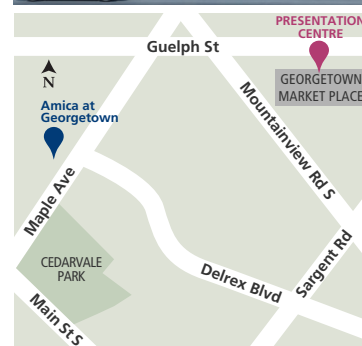 PRESENTATION
CENTRE
Guelph St
GEORGETOWN
MARKET PLACE
N
Amica at
Georgetown
Mountainview Rd S
Maple Ave
Sargent Rd
CEDARVALE
PARK
Delrex Blvd
Main St S